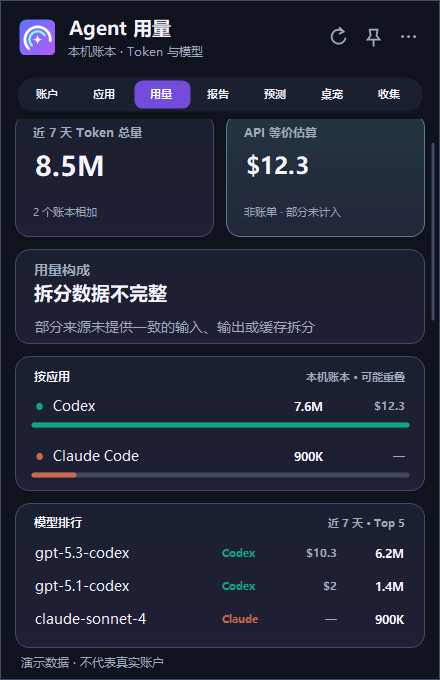 Agent 用量
本机账本 · Token 与模型
账户 应用 用量 报告 预测 桌宠 收集
近 7 天 Token 总量 API 等价估算
8.5M $12.3
2 个账本相加 非账单 · 部分未计入
用量构成
拆分数据不完整
部分来源未提供一致的输入、输出或缓存拆分
按应用 本机账本 • 可能重叠
Codex 7.6M $12.3
Claude Code 900K —
模型排行 近 7 天 • Top 5
gpt-5.3-codex Codex $10.3 6.2M
gpt-5.1-codex Codex $2 1.4M
claude-sonnet-4 Claude — 900K
演示数据 · 不代表真实账户